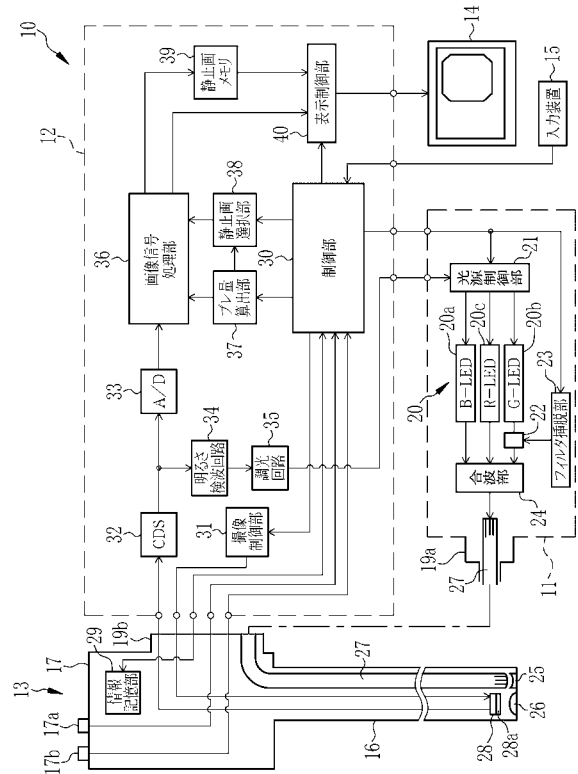 10
12
13
17
17a
17b
29
情報
記憶部
19b
32
CDS
33
A/D
36
画像信号
処理部
39
静止画
メモリ
34
明るさ
検波回路
35
調光
回路
31
撮像
制御部
37
ブレ量
算出部
38
静止画
選択部
30
制御部
40
表示制御部
14
15
入力装置
16
27
28
28a
26
25
11
19a
27
24
合波部
20
20a
B-LED
20c
R-LED
20b
G-LED
21
光源
制御部
22
23
フィルタ挿脱部